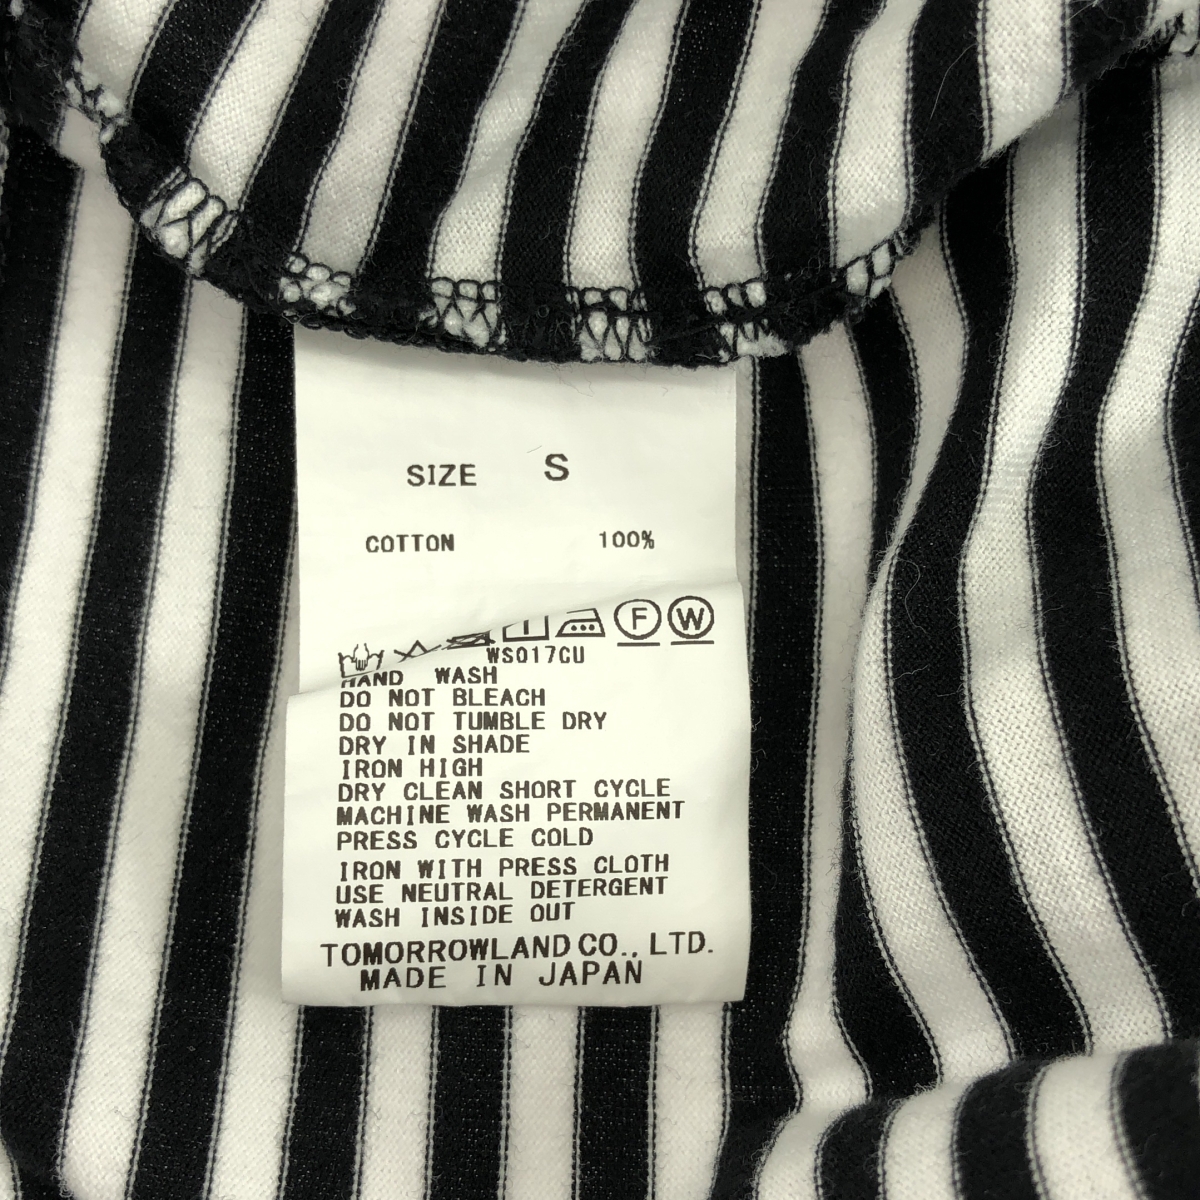 SIZE S
COTTON 100%
F W
WS017CU
HAND WASH
DO NOT BLEACH
DO NOT TUMBLE DRY
DRY IN SHADE
IRON HIGH
DRY CLEAN SHORT CYCLE
MACHINE WASH PERMANENT
PRESS CYCLE COLD
IRON WITH PRESS CLOTH
USE NEUTRAL DETERGENT
WASH INSIDE OUT
TOMORROWLAND CO., LTD.
MADE IN JAPAN